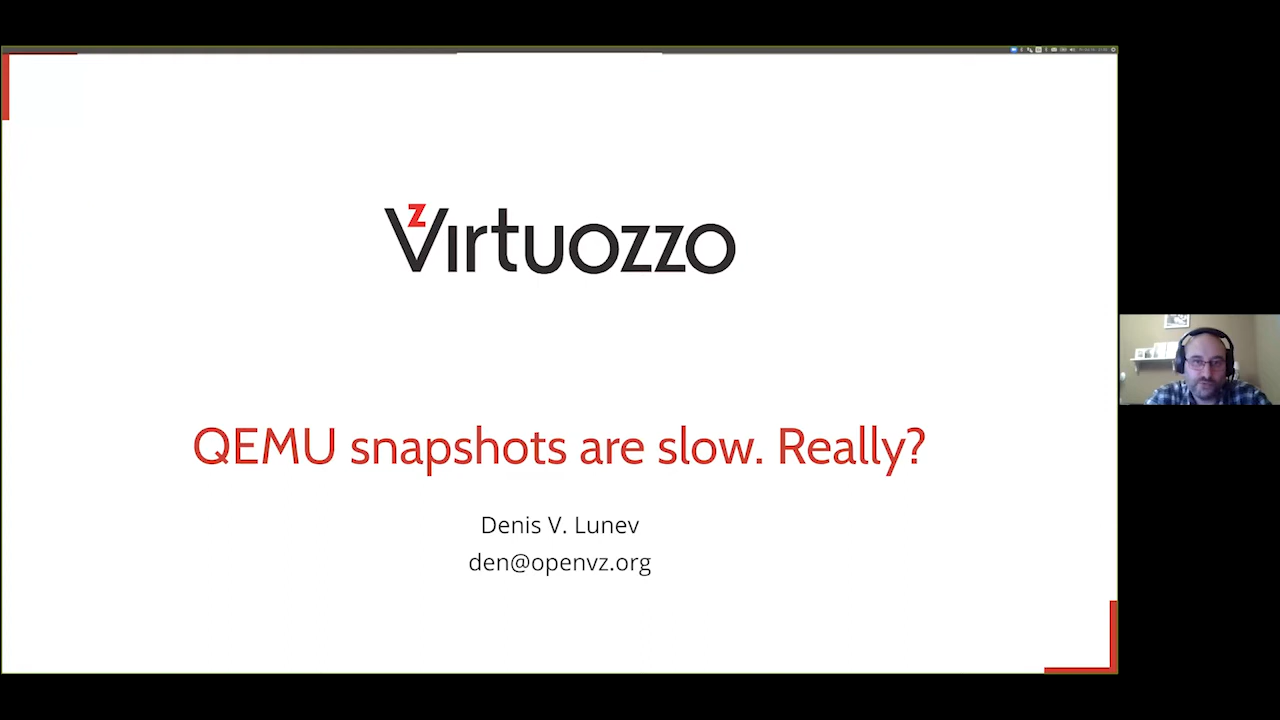 Virtuozzo
QEMU snapshots are slow. Really?
Denis V. Lunev
den@openvz.org